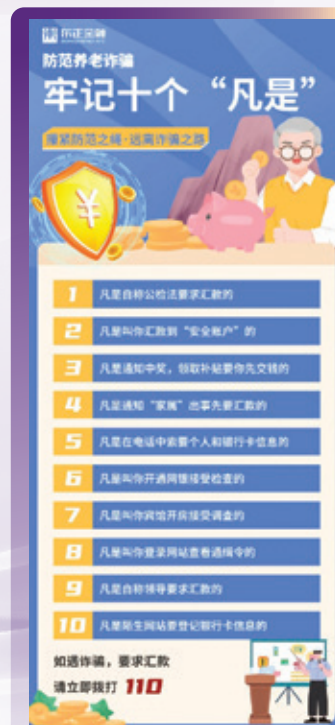 东正金融
防范养老诈骗
牢记十个“凡是”
握紧防范之绳·远离诈骗之路
1 凡是自称公检法要求汇款的
2 凡是叫你汇款到“安全账户”的
3 凡是通知中奖,领取补贴要你先交钱的
4 凡是通知“家属”出事先要汇款的
5 凡是在电话中索要个人和银行卡信息的
6 凡是叫你开通网银接受检查的
7 凡是叫你宾馆开房接受调查的
8 凡是叫你登录网站查看通缉令的
9 凡是自称领导要求汇款的
10 凡是陌生网站要登记银行卡信息的
如遇诈骗,要求汇款
请立即拨打 110